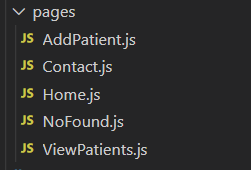 pages
JS AddPatient.js
JS Contact.js
JS Home.js
JS NoFound.js
JS ViewPatients.js